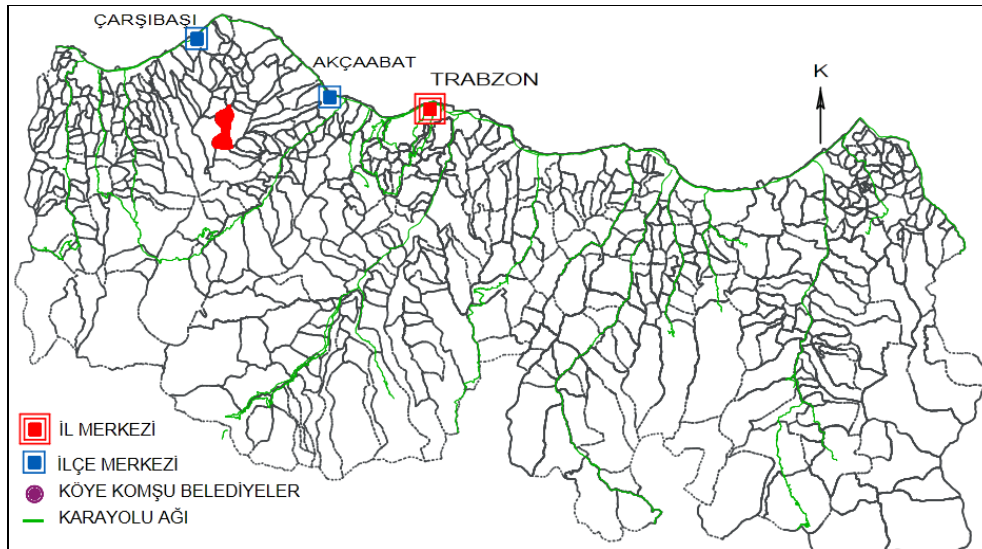 ÇARŞIBAŞI
AKÇAABAT
TRABZON
K
İL MERKEZİ
İLÇE MERKEZİ
KÖYE KOMŞU BELEDİYELER
KARAYOLU AĞI